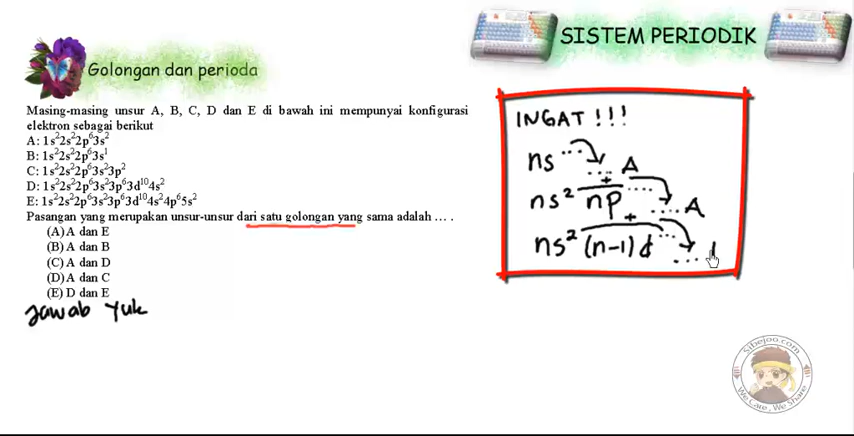 SISTEM PERIODIK
Golongan dan perioda
Masing-masing unsur A, B, C, D dan E di bawah ini mempunyai konfigurasi
elektron sebagai berikut
A: 1s²2s²2p⁶3s²
B: 1s²2s²2p⁶3s¹
C: 1s²2s²2p⁶3s²3p²
D: 1s²2s²2p⁶3s²3p⁶3d¹⁰4s²
E: 1s²2s²2p⁶3s²3p⁶3d¹⁰4s²4p⁶5s²
Pasangan yang merupakan unsur-unsur dari satu golongan yang sama adalah ... .
(A) A dan E
(B) A dan B
(C) A dan D
(D) A dan C
(E) D dan E
Jawab Yuk
INGAT !!!
ns ... → ... A
ns² np ... → ... A
ns² (n-1)d ... → ...
Sibejoo.com
We Care, We Share